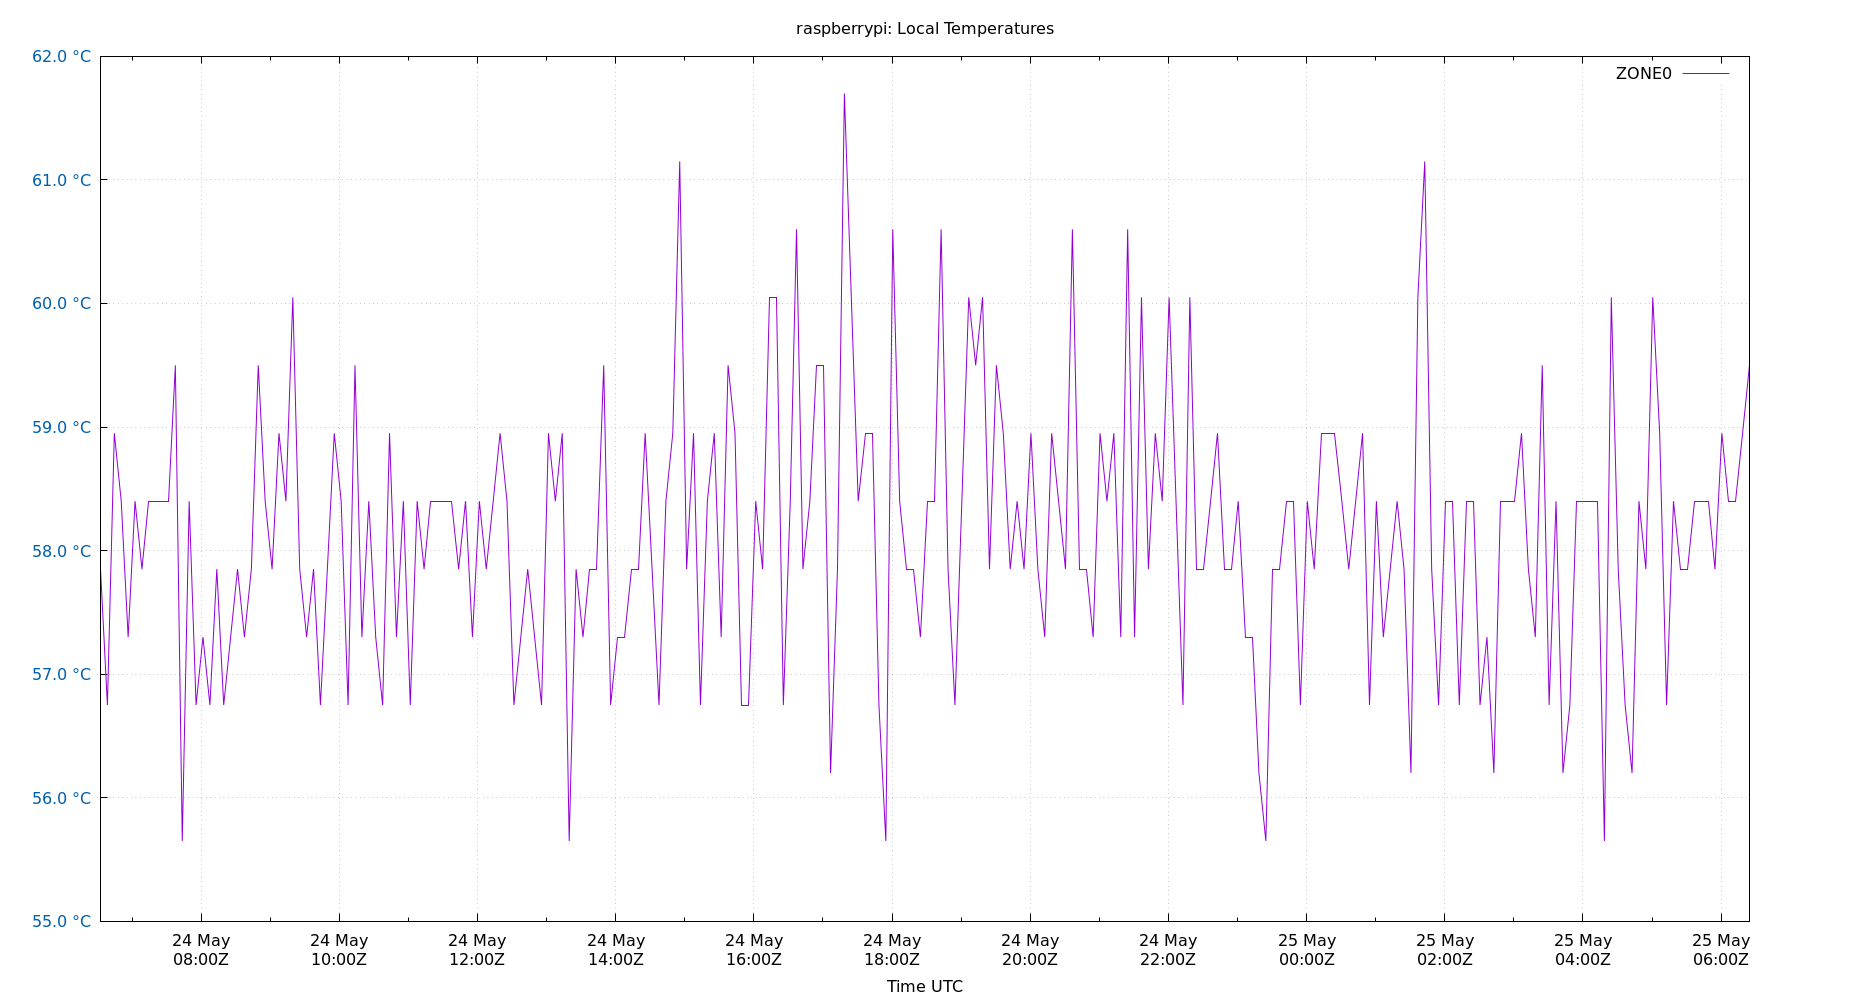 raspberrypi: Local Temperatures
62.0 °C
ZONE0
61.0 °C
60.0 °C
59.0 °C
58.0 °C
57.0 °C
56.0 °C
55.0 °C
24 May 24 May 24 May 24 May 24 May 24 May 24 May 24 May 25 May 25 May 25 May 25 May
08:00Z 10:00Z 12:00Z 14:00Z 16:00Z 18:00Z 20:00Z 22:00Z 00:00Z 02:00Z 04:00Z 06:00Z
Time UTC